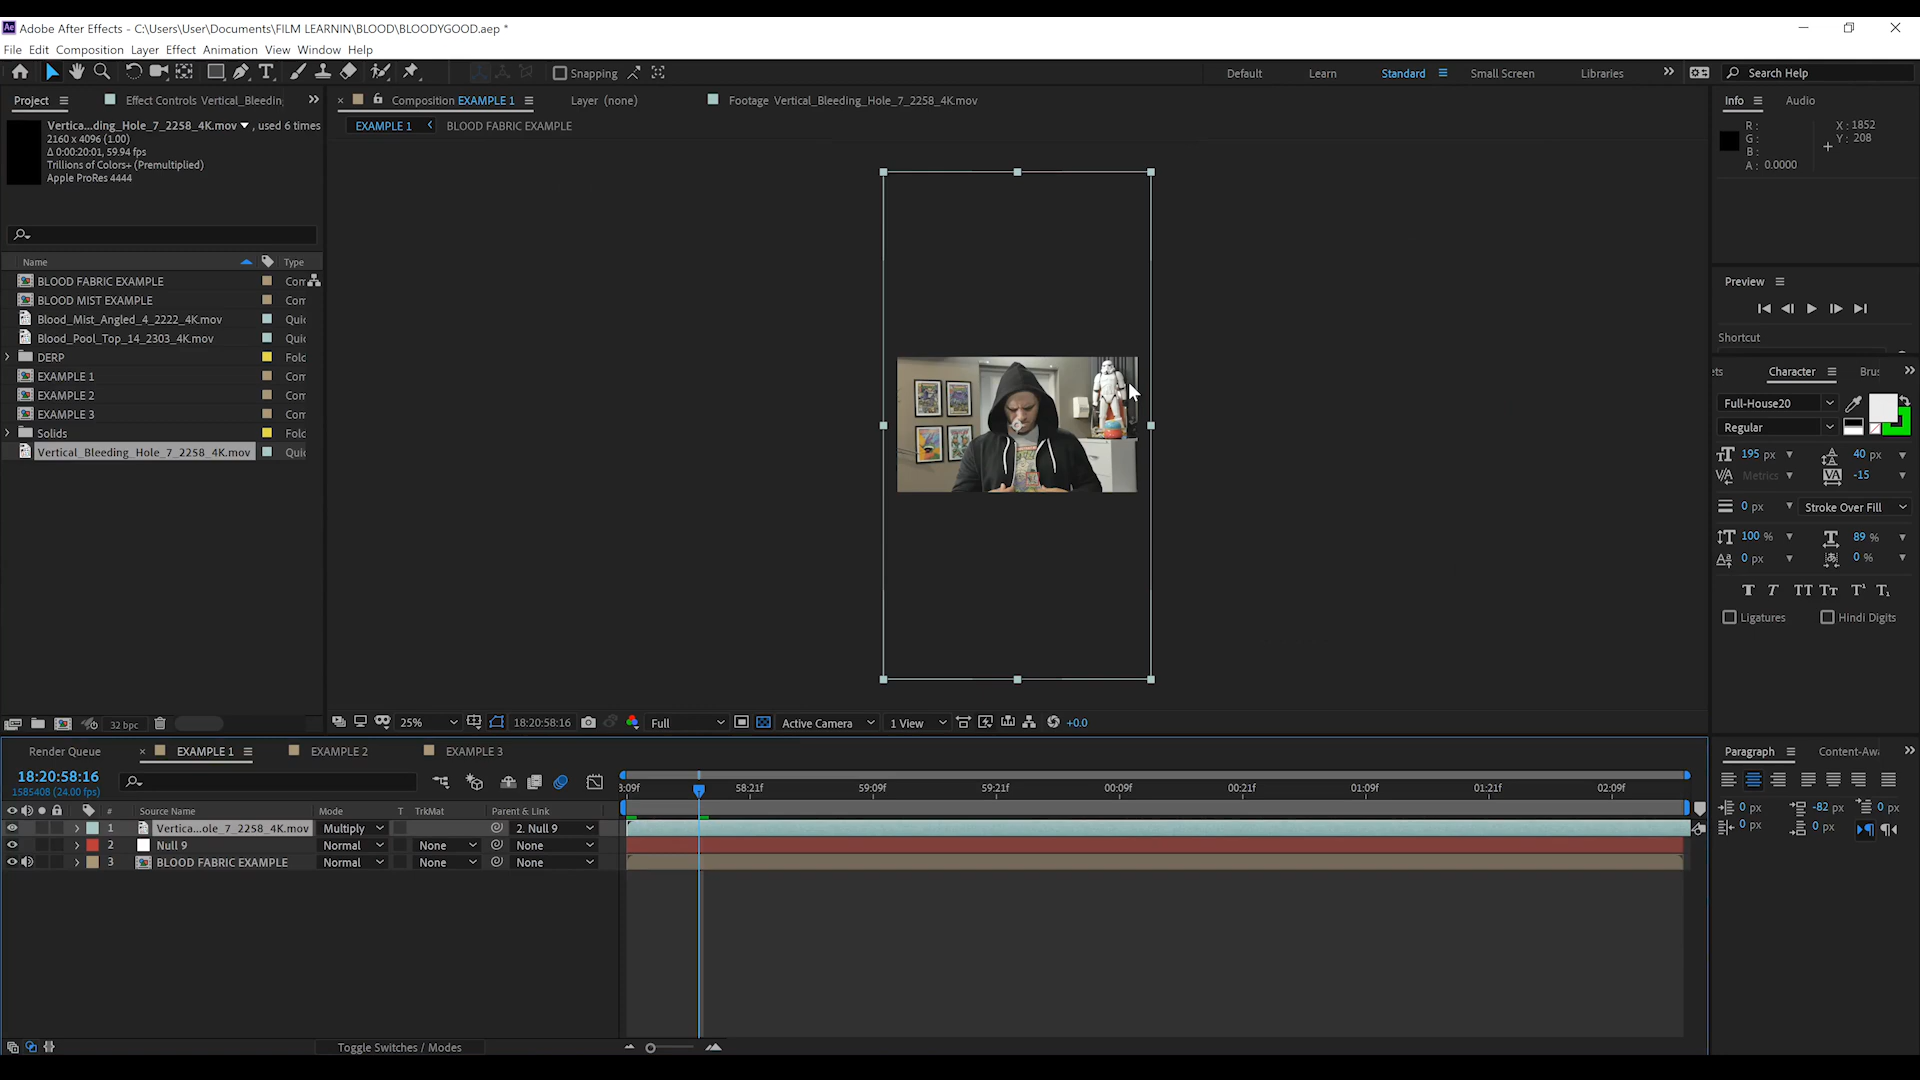 Adobe After Effects - C:\Users\User\Documents\FILM LEARNIN\BLOOD\BLOODYGOOD.aep *
File Edit Composition Layer Effect Animation View Window Help
Snapping
Default Learn Standard Small Screen Libraries
Search Help
Project
Effect Controls Vertical_Bleedin
Composition EXAMPLE 1
Layer (none)
Footage Vertical_Bleeding_Hole_7_2258_4K.mov
EXAMPLE 1
BLOOD FABRIC EXAMPLE
Vertica...ding_Hole_7_2258_4K.mov , used 6 times
2160 x 4096 (1.00)
Δ 0:00:20:01, 59.94 fps
Trillions of Colors+ (Premultiplied)
Apple ProRes 4444
Name
Type
BLOOD FABRIC EXAMPLE Con
BLOOD MIST EXAMPLE Con
Blood_Mist_Angled_4_2222_4K.mov Quic
Blood_Pool_Top_14_2303_4K.mov Quic
DERP Folc
EXAMPLE 1 Con
EXAMPLE 2 Con
EXAMPLE 3 Con
Solids Folc
Vertical_Bleeding_Hole_7_2258_4K.mov Quic
32 bpc
25%
18:20:58:16
Full
Active Camera
1 View
+0.0
Info
Audio
R :
G :
B :
A : 0.0000
X : 1852
Y : 208
Preview
Shortcut
ets
Character
Brus
Full-House20
Regular
195 px
40 px
Metrics
-15
0 px
Stroke Over Fill
100 %
89 %
0 px
0 %
Ligatures
Hindi Digits
Render Queue
EXAMPLE 1
EXAMPLE 2
EXAMPLE 3
18:20:58:16
1585408 (24.00 fps)
3:09f 58:21f 59:09f 59:21f 00:09f 00:21f 01:09f 01:21f 02:09f
# Source Name Mode T TrkMat Parent & Link
1 Vertica...ole_7_2258_4K.mov Multiply 2. Null 9
2 Null 9 Normal None None
3 BLOOD FABRIC EXAMPLE Normal None None
Toggle Switches / Modes
Paragraph
Content-Awa
0 px
-82 px
0 px
0 px
0 px